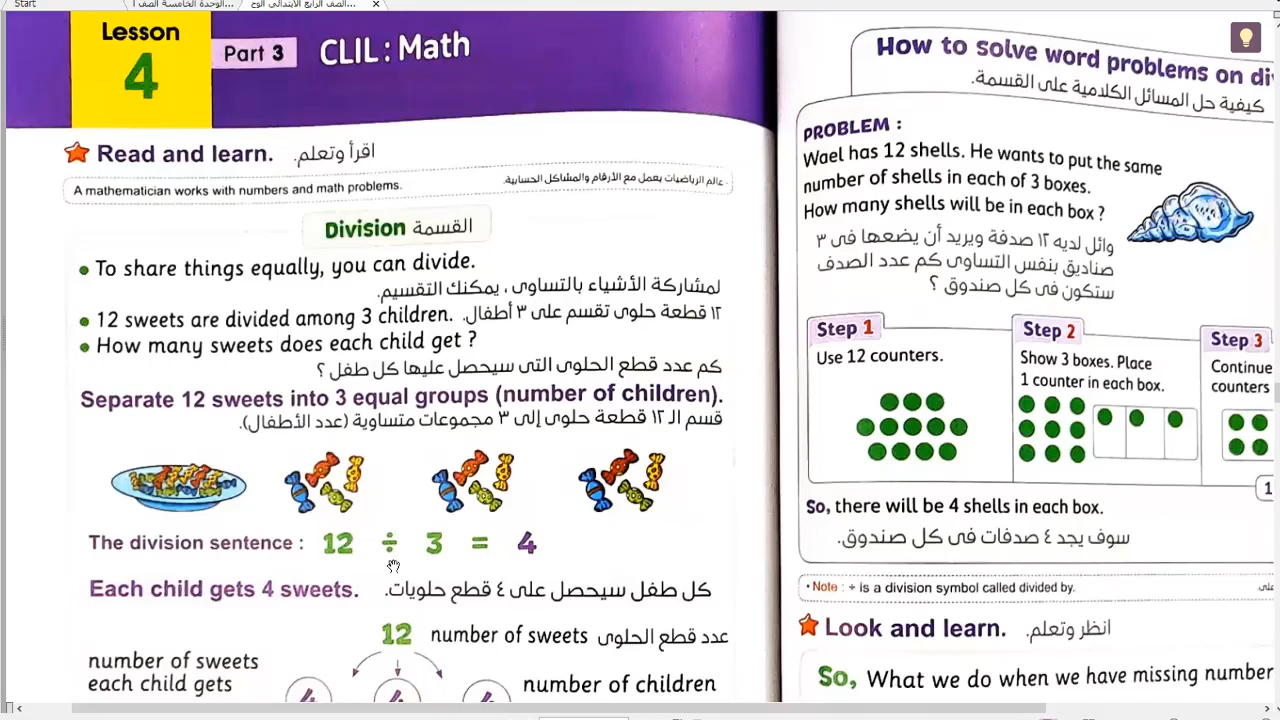 Start
الوحدة الخامسة الصف ا...
الصف الرابع الابتدائي الوح...
Lesson
4
Part 3
CLIL : Math
Read and learn. اقرأ وتعلم.
A mathematician works with numbers and math problems. عالم الرياضيات يعمل مع الأرقام والمشاكل الحسابية.
Division القسمة
To share things equally, you can divide.
لمشاركة الأشياء بالتساوى ، يمكنك التقسيم.
12 sweets are divided among 3 children. ١٢ قطعة حلوى تقسم على ٣ أطفال.
How many sweets does each child get ?
كم عدد قطع الحلوى التى سيحصل عليها كل طفل ؟
Separate 12 sweets into 3 equal groups (number of children).
قسم الـ ١٢ قطعة حلوى إلى ٣ مجموعات متساوية (عدد الأطفال).
The division sentence : 12 ÷ 3 = 4
Each child gets 4 sweets. كل طفل سيحصل على ٤ قطع حلويات.
12 number of sweets عدد قطع الحلوى
number of sweets
each child gets
4 4 4
number of children
How to solve word problems on di
كيفية حل المسائل الكلامية على القسمة.
PROBLEM :
Wael has 12 shells. He wants to put the same
number of shells in each of 3 boxes.
How many shells will be in each box ?
وائل لديه ١٢ صدفة ويريد أن يضعها فى ٣
صناديق بنفس التساوى كم عدد الصدف
ستكون فى كل صندوق ؟
Step 1
Use 12 counters.
Step 2
Show 3 boxes. Place
1 counter in each box.
Step 3
Continue
counters
1
So, there will be 4 shells in each box.
سوف يجد ٤ صدفات فى كل صندوق.
Note : ÷ is a division symbol called divided by.
Look and learn. انظر وتعلم.
So, What we do when we have missing number